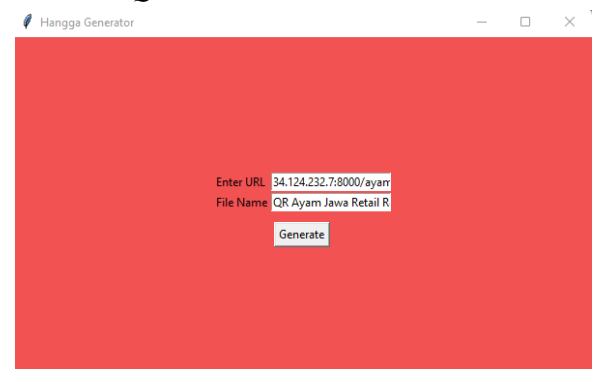 Hangga Generator
Enter URL 34.124.232.7:8000/ayam
File Name QR Ayam Jawa Retail R
Generate